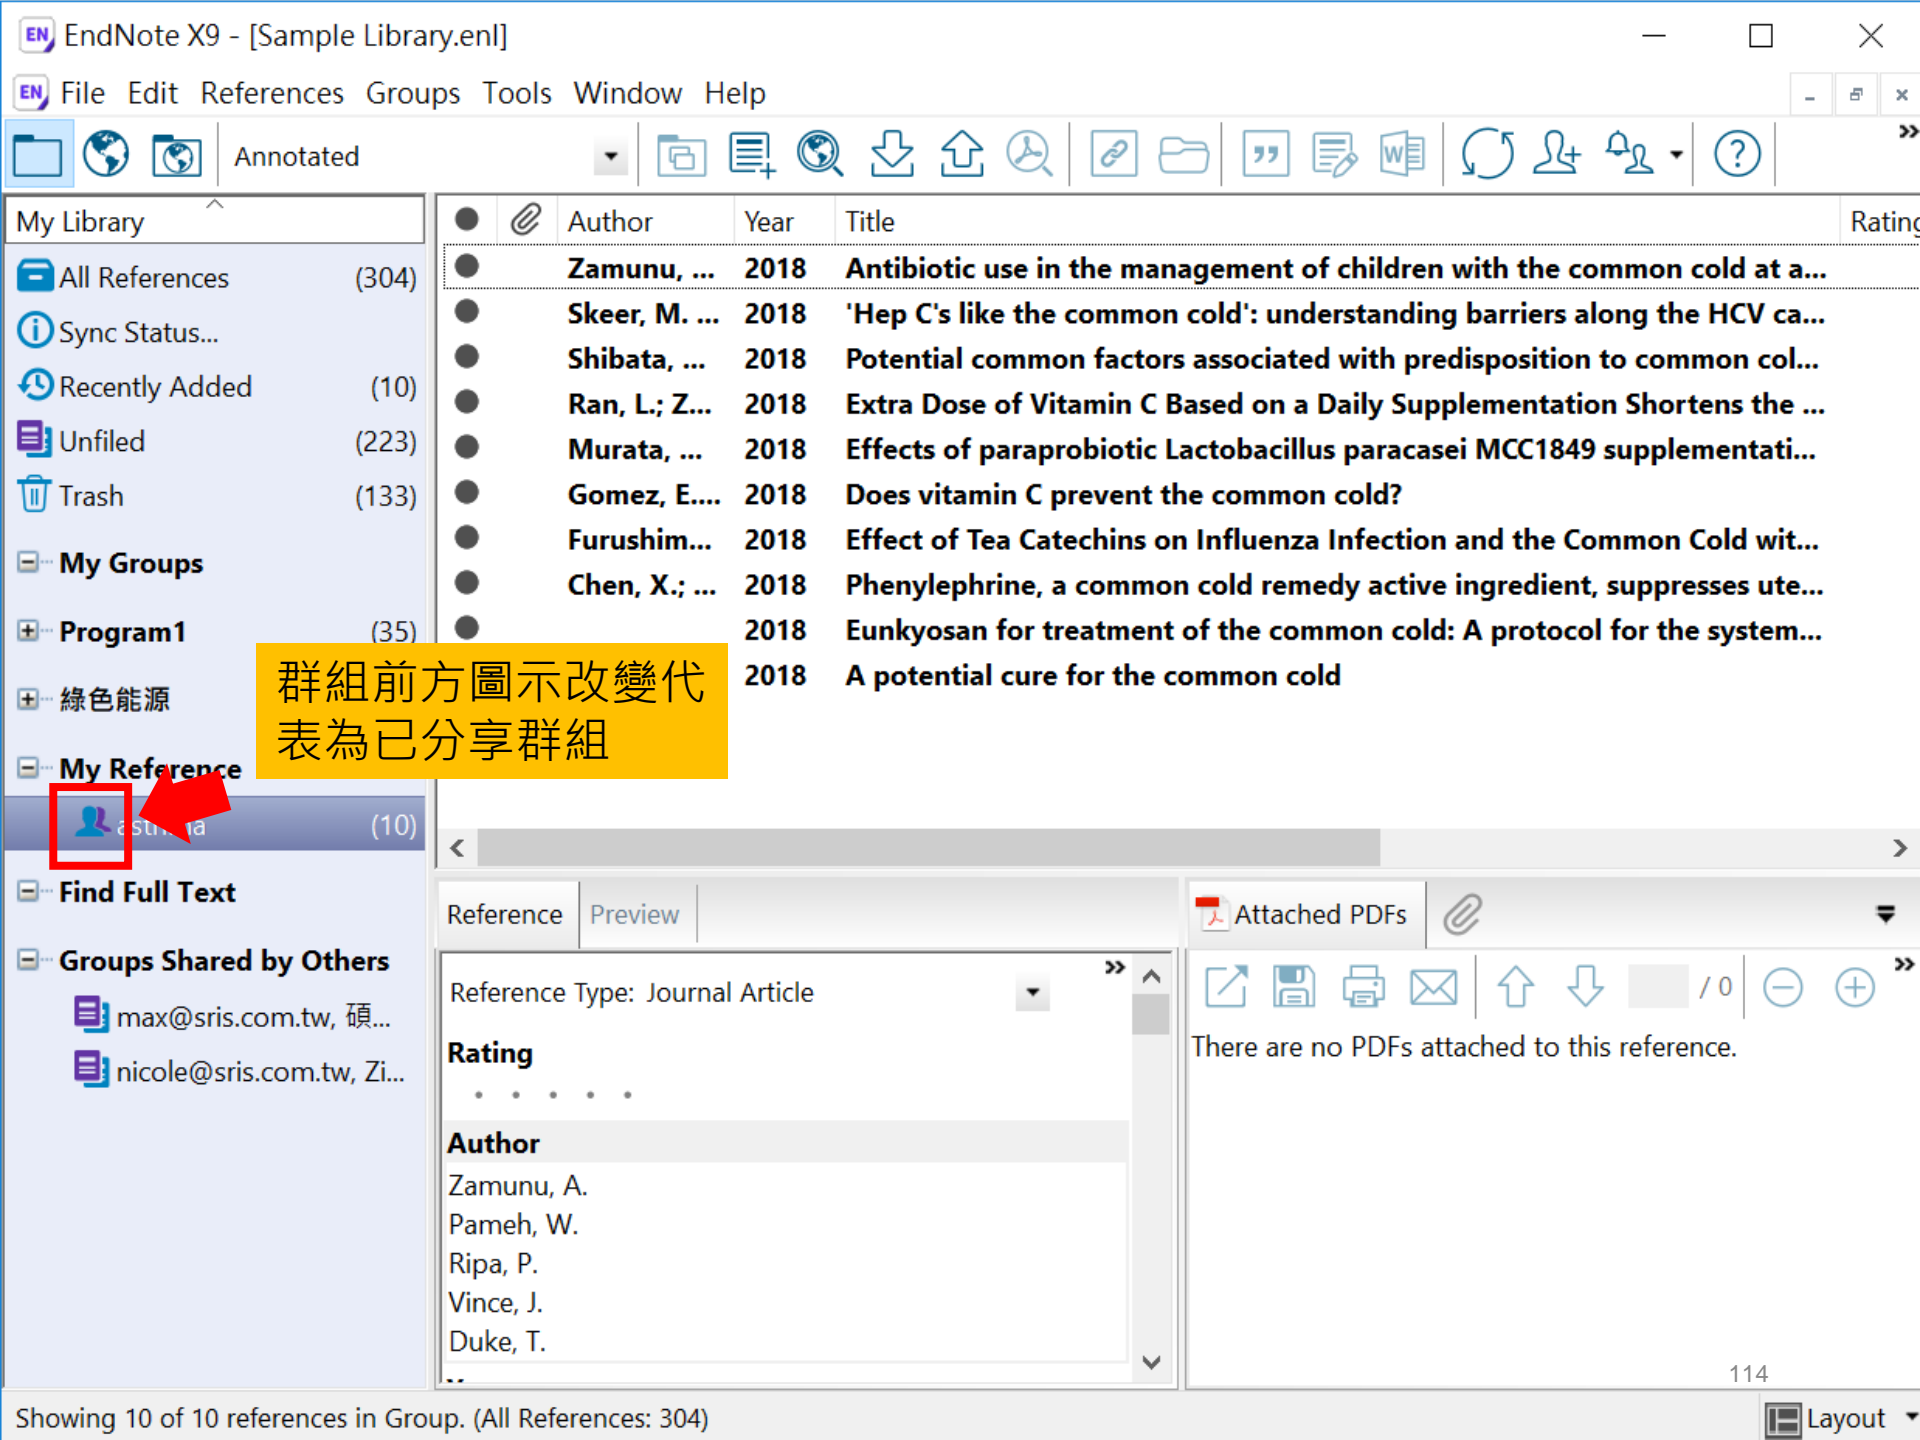 EndNote X9 - [Sample Library.enl]
File Edit References Groups Tools Window Help
Annotated
My Library
All References (304)
Sync Status...
Recently Added (10)
Unfiled (223)
Trash (133)
My Groups
Program1 (35)
綠色能源
My Reference
(10)
Find Full Text
Groups Shared by Others
max@sris.com.tw, 碩...
nicole@sris.com.tw, Zi...
群組前方圖示改變代
表為已分享群組
Author Year Title Rating
Zamunu, ... 2018 Antibiotic use in the management of children with the common cold at a...
Skeer, M. ... 2018 'Hep C's like the common cold': understanding barriers along the HCV ca...
Shibata, ... 2018 Potential common factors associated with predisposition to common col...
Ran, L.; Z... 2018 Extra Dose of Vitamin C Based on a Daily Supplementation Shortens the ...
Murata, ... 2018 Effects of paraprobiotic Lactobacillus paracasei MCC1849 supplementati...
Gomez, E.... 2018 Does vitamin C prevent the common cold?
Furushim... 2018 Effect of Tea Catechins on Influenza Infection and the Common Cold wit...
Chen, X.; ... 2018 Phenylephrine, a common cold remedy active ingredient, suppresses ute...
2018 Eunkyosan for treatment of the common cold: A protocol for the system...
2018 A potential cure for the common cold
Reference Preview
Reference Type: Journal Article
Rating
Author
Zamunu, A.
Pameh, W.
Ripa, P.
Vince, J.
Duke, T.
Attached PDFs
/ 0
There are no PDFs attached to this reference.
114
Showing 10 of 10 references in Group. (All References: 304)
Layout